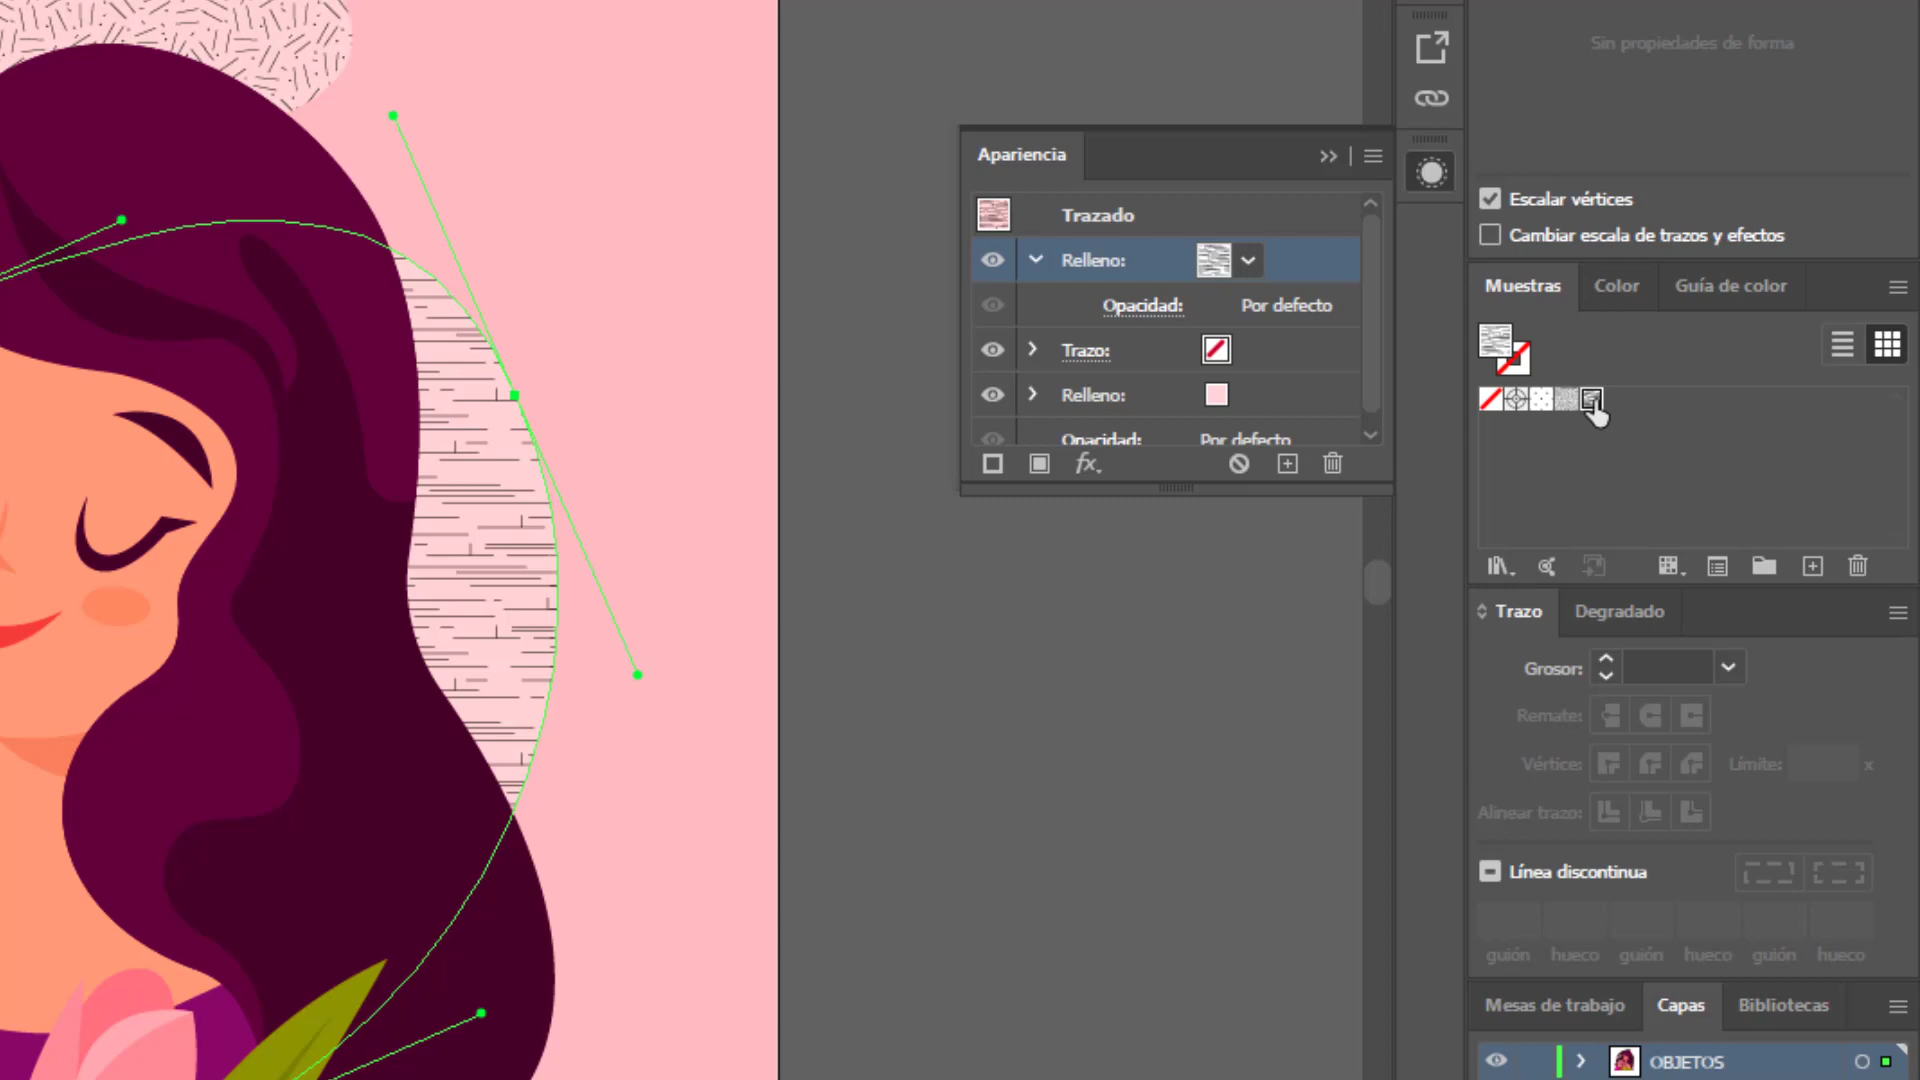 Sin propiedades de forma
Apariencia
Trazado
Escalar vértices
Cambiar escala de trazos y efectos
Relleno:
Muestras Color Guía de color
Opacidad: Por defecto
Trazo:
Relleno:
Opacidad: Por defecto
fx
Trazo Degradado
Grosor:
Remate:
Vértice: Límite: x
Alinear trazo:
Línea discontinua
guión hueco guión hueco guión hueco
Mesas de trabajo Capas Bibliotecas
OBJETOS